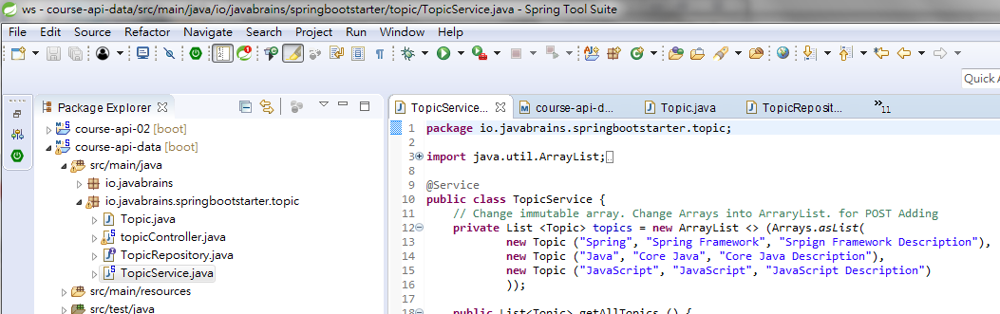 ws - course-api-data/src/main/java/io/javabrains/springbootstarter/topic/TopicService.java - Spring Tool Suite
File Edit Source Refactor Navigate Search Project Run Window Help
Quick A
Package Explorer
course-api-02 [boot]
course-api-data [boot]
src/main/java
io.javabrains
io.javabrains.springbootstarter.topic
Topic.java
topicController.java
TopicRepository.java
TopicService.java
src/main/resources
src/test/java
TopicService... course-api-d... Topic.java TopicReposit... »11
1 package io.javabrains.springbootstarter.topic;
2
3 import java.util.ArrayList;
8
9 @Service
10 public class TopicService {
11 // Change immutable array. Change Arrays into ArraryList. for POST Adding
12 private List <Topic> topics = new ArrayList <> (Arrays.asList(
13 new Topic ("Spring", "Spring Framework", "Srpign Framework Description"),
14 new Topic ("Java", "Core Java", "Core Java Description"),
15 new Topic ("JavaScript", "JavaScript", "JavaScript Description")
16 ));
17
18 public List<Topic> getAllTopics () {